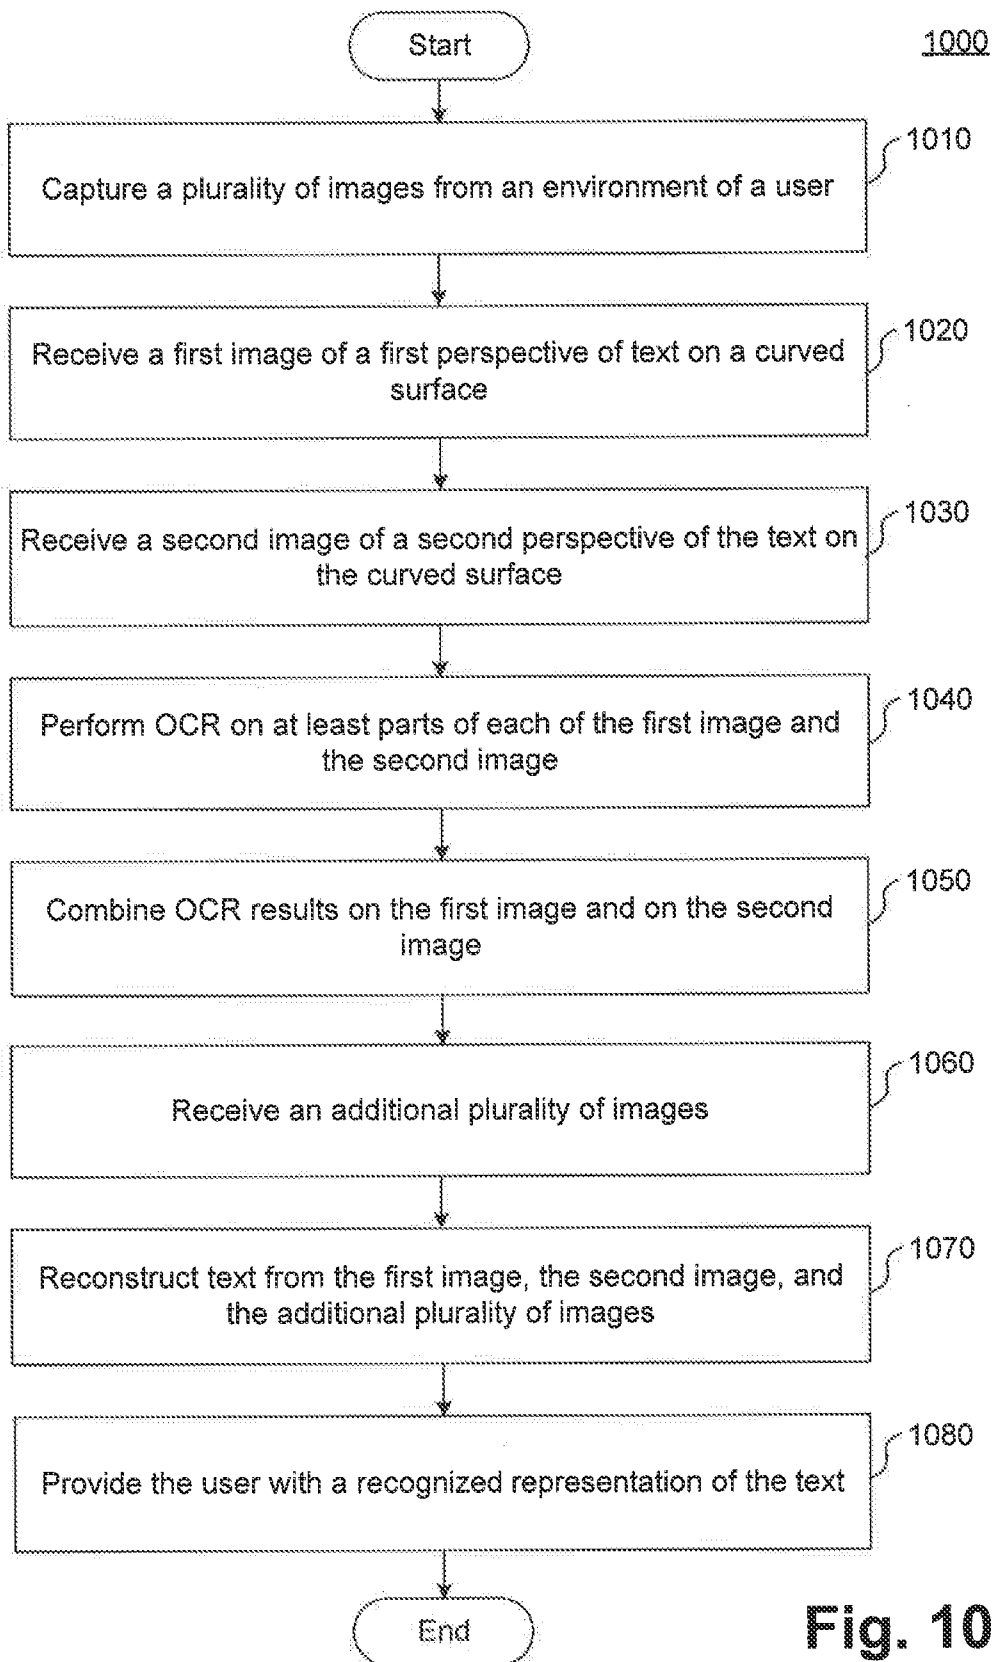 Start
1000
1010
Capture a plurality of images from an environment of a user
1020
Receive a first image of a first perspective of text on a curved
surface
1030
Receive a second image of a second perspective of the text on
the curved surface
1040
Perform OCR on at least parts of each of the first image and
the second image
1050
Combine OCR results on the first image and on the second
image
1060
Receive an additional plurality of images
1070
Reconstruct text from the first image, the second image, and
the additional plurality of images
1080
Provide the user with a recognized representation of the text
End
Fig. 10